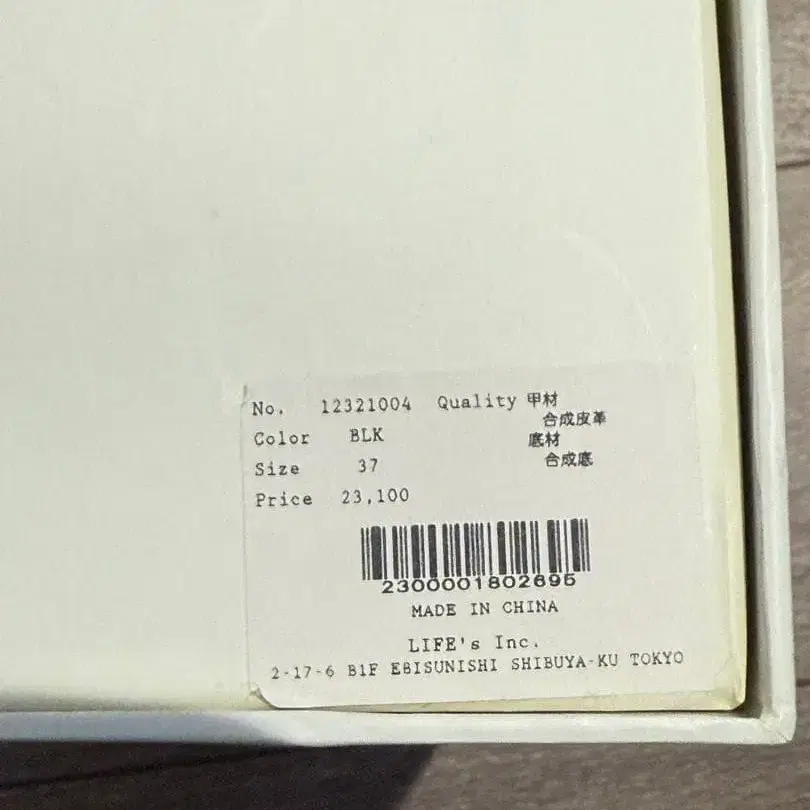 No. 12321004 Quality 甲材
合成皮革
Color BLK
底材
Size 37
合成底
Price 23,100
2300001802695
MADE IN CHINA
LIFE's Inc.
2-17-6 B1F EBISUNISHI SHIBUYA-KU TOKYO